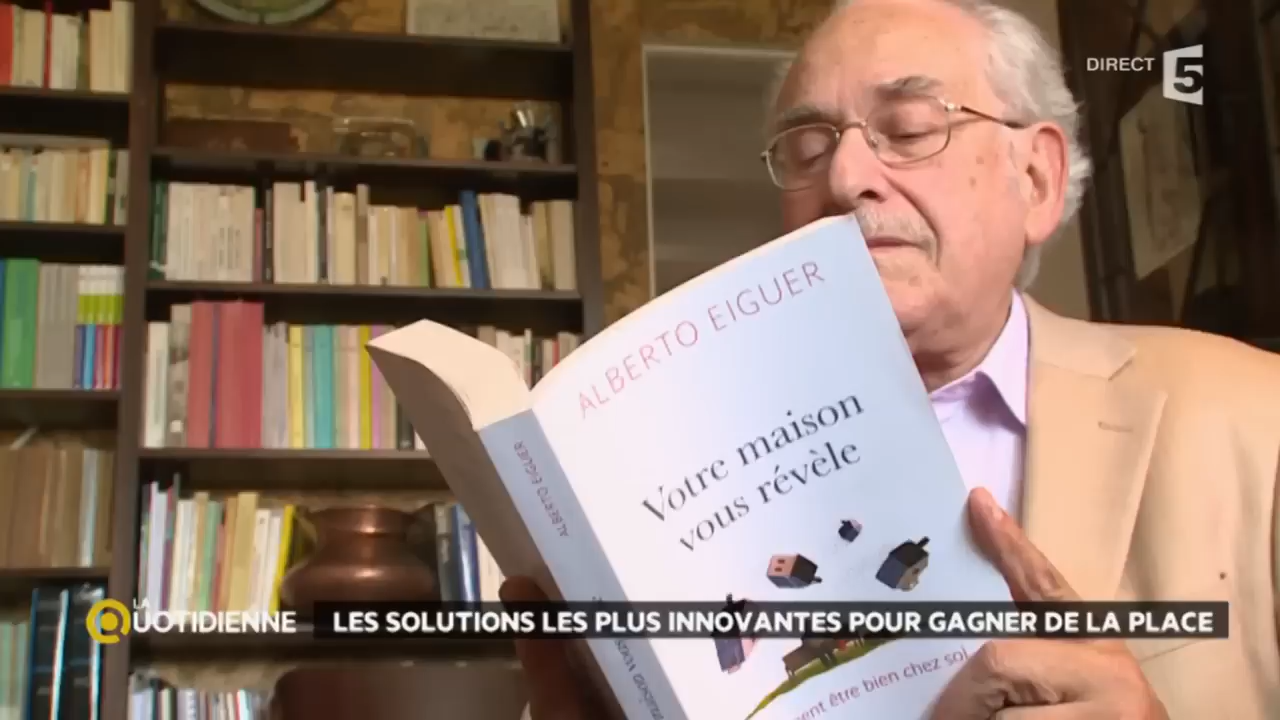 DIRECT 5
ALBERTO EIGUER
Votre maison
vous révèle
ALBERTO EIGUER
être bien chez soi
LA
QUOTIDIENNE
LES SOLUTIONS LES PLUS INNOVANTES POUR GAGNER DE LA PLACE